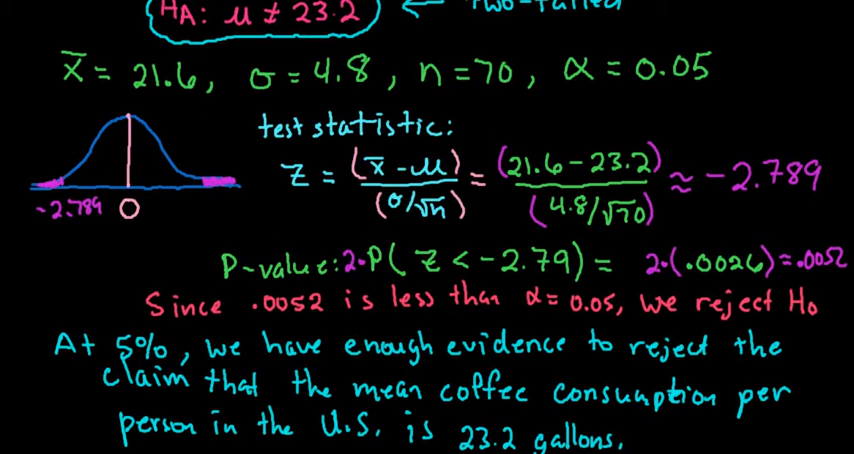 HA: μ ≠ 23.2 ← Two-tailed
x̄ = 21.6, σ = 4.8, n = 70, α = 0.05
test statistic:
Z = (x̄ - μ)/(σ/√n) = (21.6 - 23.2)/(4.8/√70) ≈ -2.789
-2.789 0
P-value: 2·P( Z < -2.79) = 2·(.0026) = .0052
Since .0052 is less than α = 0.05, we reject Ho
At 5%, we have enough evidence to reject the
claim that the mean coffee consumption per
person in the U.S. is 23.2 gallons.